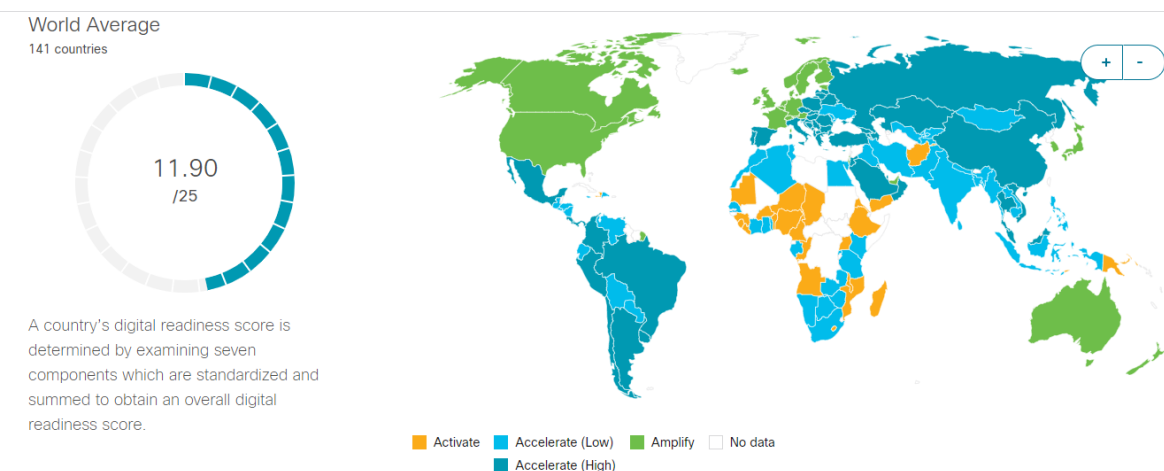 World Average
141 countries
+ -
11.90
/25
A country's digital readiness score is
determined by examining seven
components which are standardized and
summed to obtain an overall digital
readiness score.
Activate Accelerate (Low) Amplify No data
Accelerate (High)